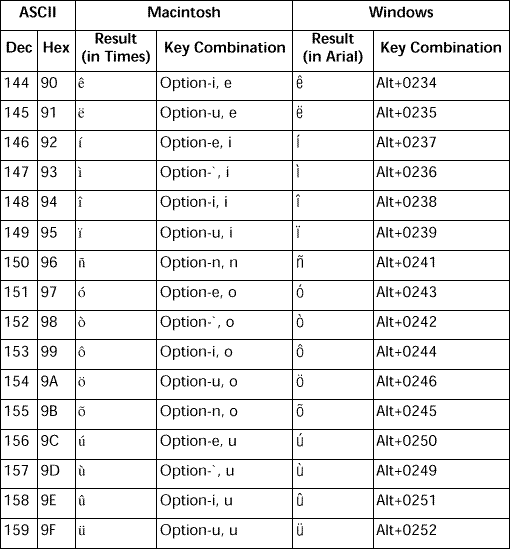 ASCII Macintosh Windows
Dec Hex Result (in Times) Key Combination Result (in Arial) Key Combination
144 90 ê Option-i, e ê Alt+0234
145 91 ë Option-u, e ë Alt+0235
146 92 í Option-e, i í Alt+0237
147 93 ì Option-`, i ì Alt+0236
148 94 î Option-i, i î Alt+0238
149 95 ï Option-u, i ï Alt+0239
150 96 ñ Option-n, n ñ Alt+0241
151 97 ó Option-e, o ó Alt+0243
152 98 ò Option-`, o ò Alt+0242
153 99 ô Option-i, o ô Alt+0244
154 9A ö Option-u, o ö Alt+0246
155 9B õ Option-n, o õ Alt+0245
156 9C ú Option-e, u ú Alt+0250
157 9D ù Option-`, u ù Alt+0249
158 9E û Option-i, u û Alt+0251
159 9F ü Option-u, u ü Alt+0252